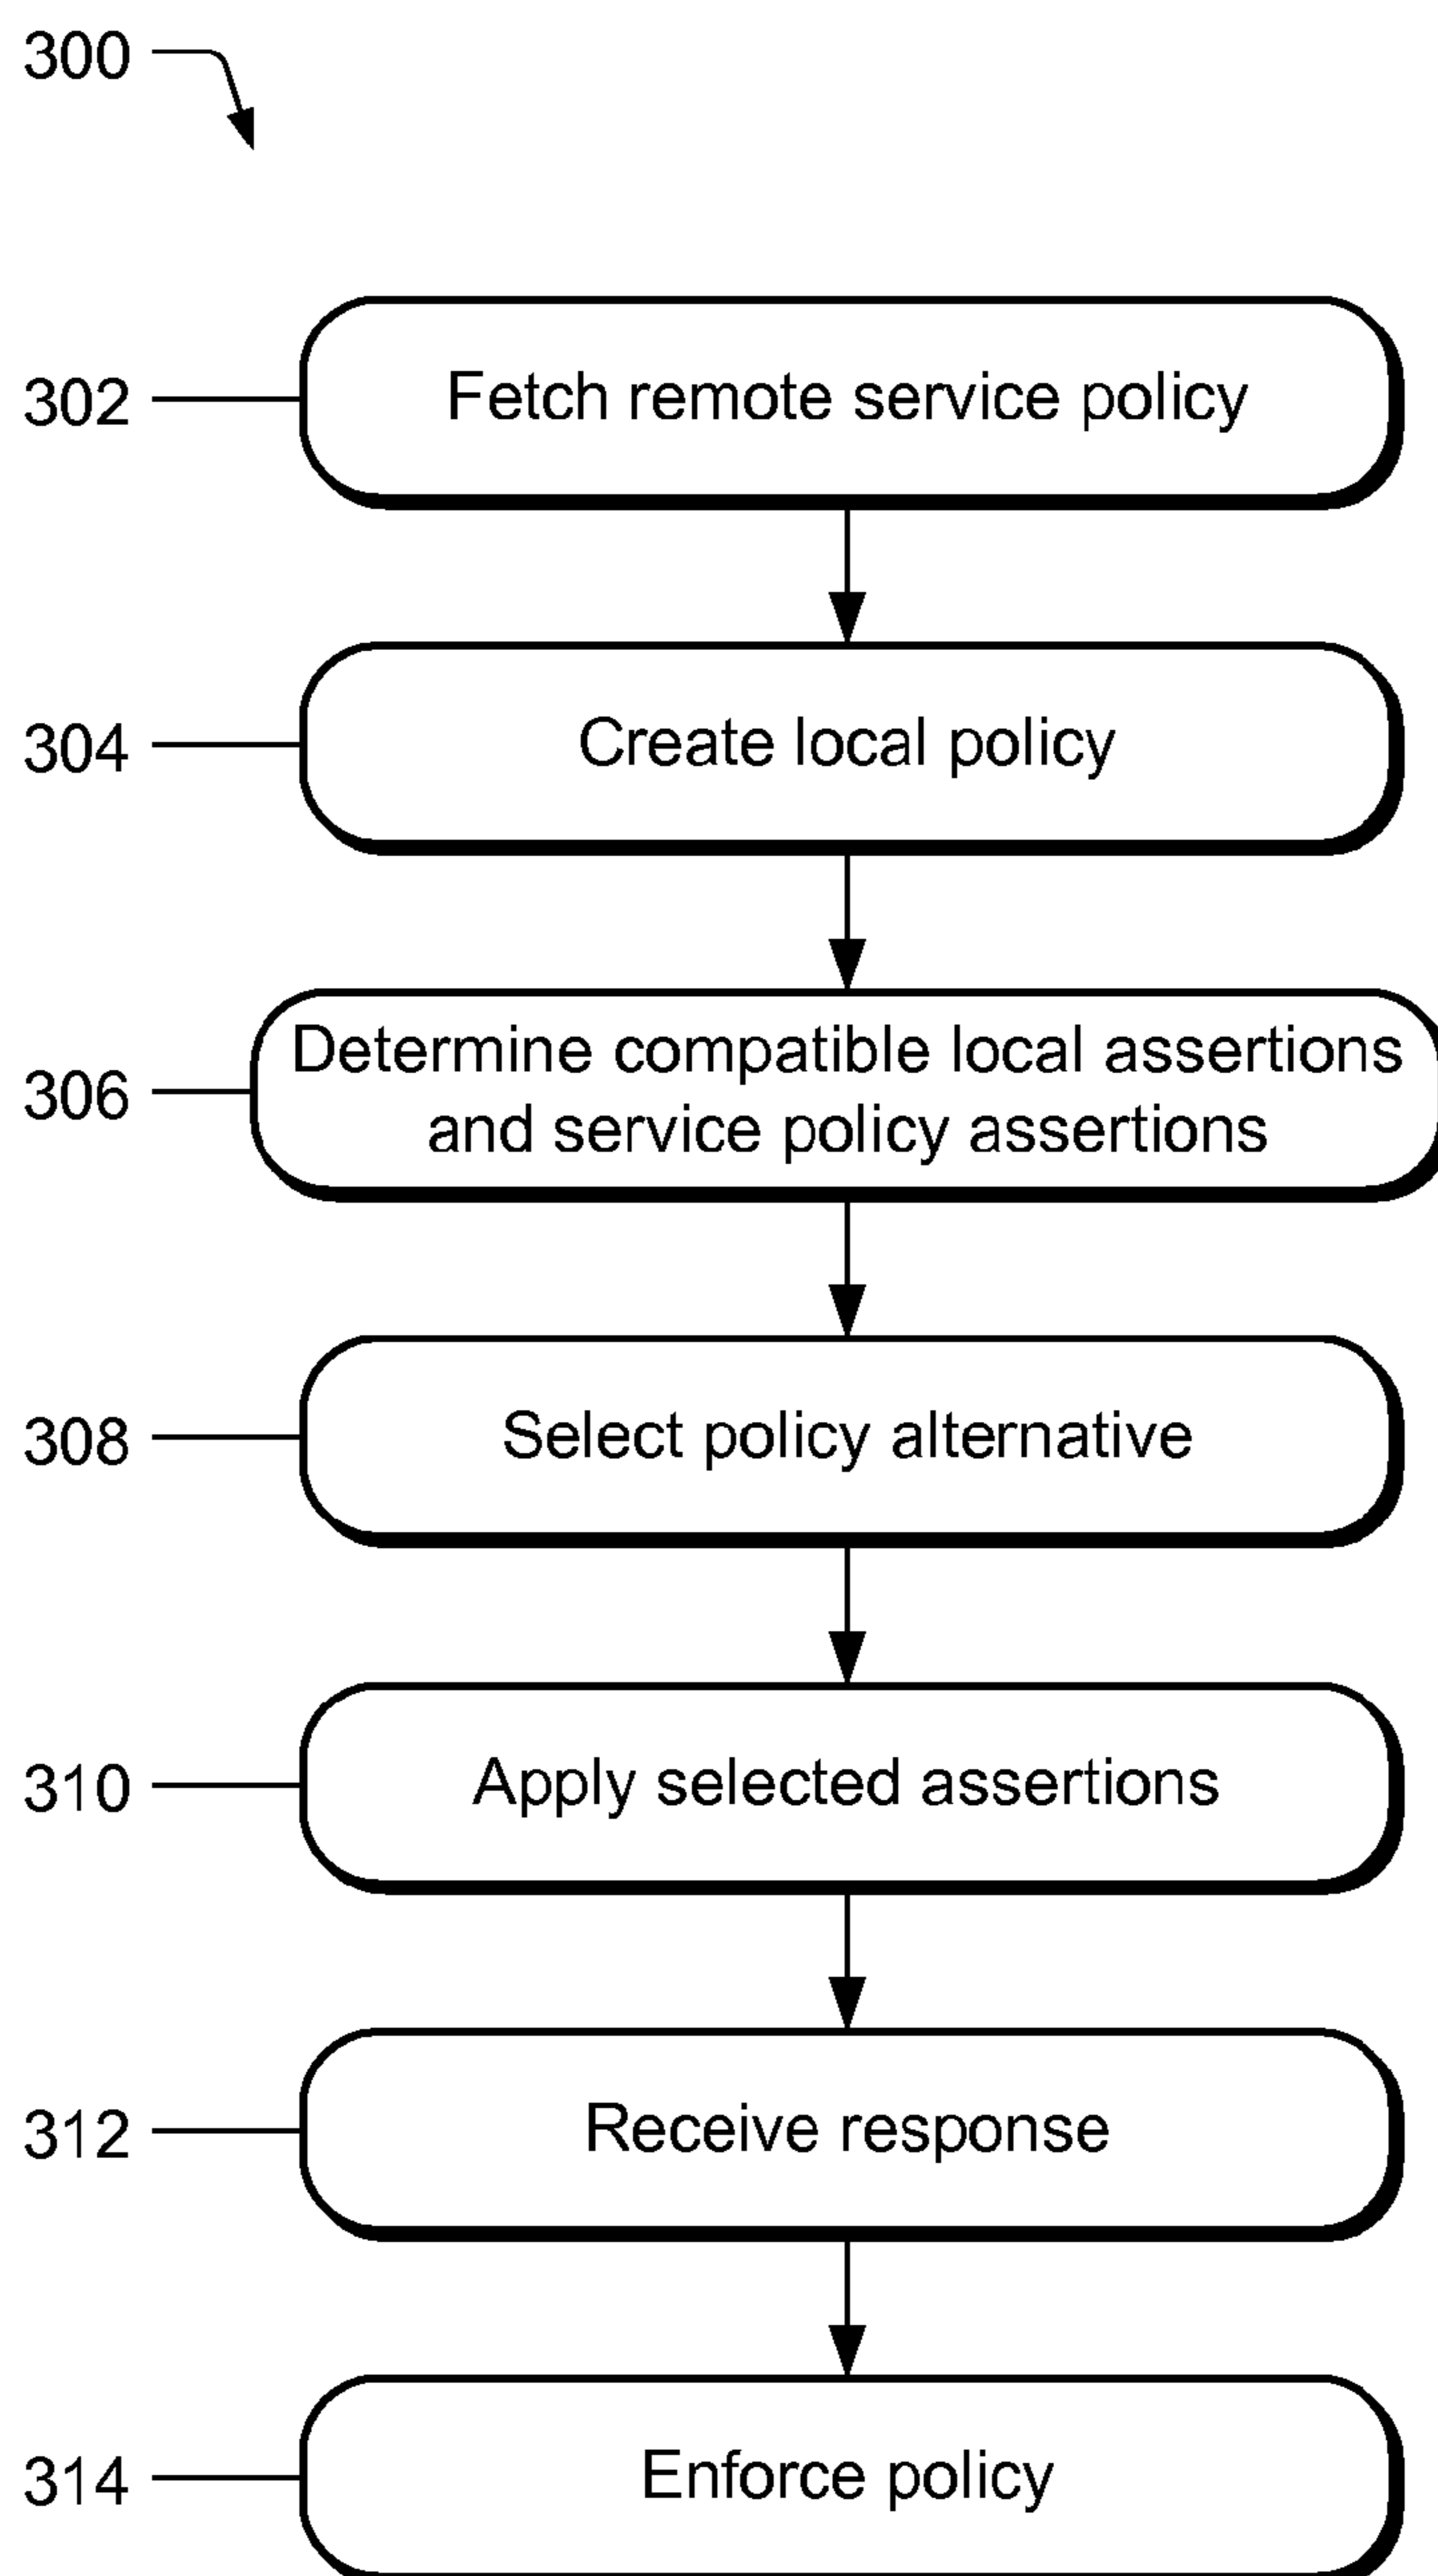 300
302
Fetch remote service policy
304
Create local policy
306
Determine compatible local assertions
and service policy assertions
308
Select policy alternative
310
Apply selected assertions
312
Receive response
314
Enforce policy